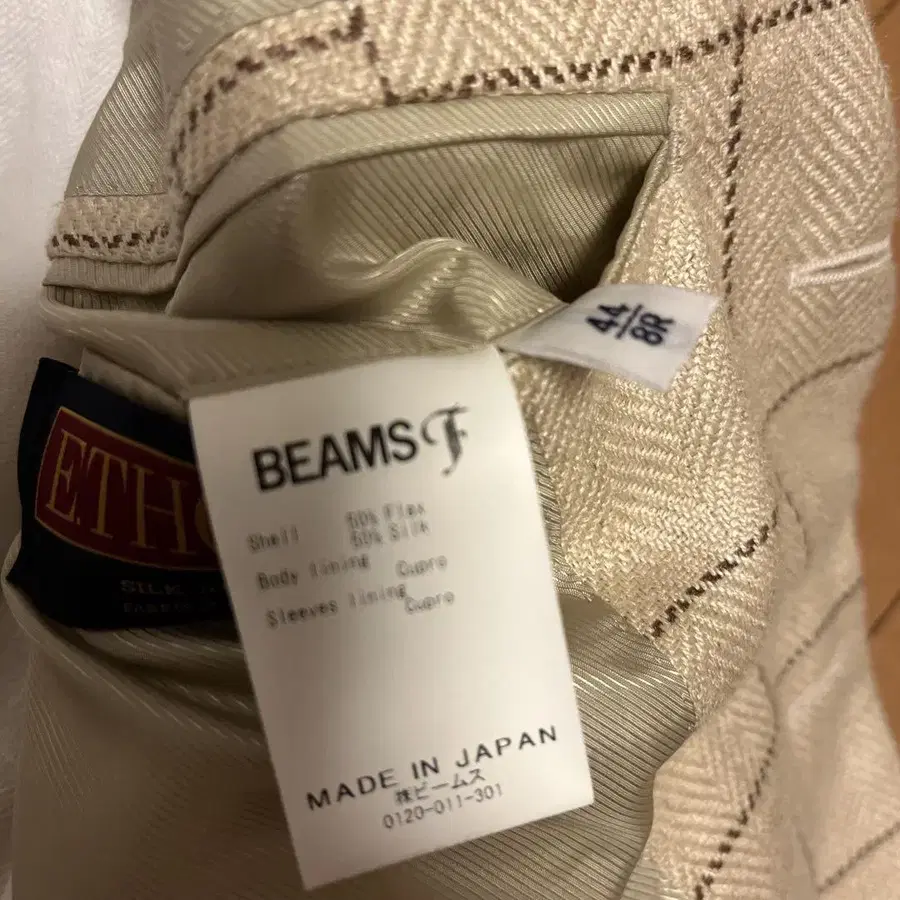 44/8R
BEAMS F
Shell 50% Flax
50% Silk
Body lining Cupro
Sleeves lining Cupro
MADE IN JAPAN
㈱ビームス
0120-011-301
SILK